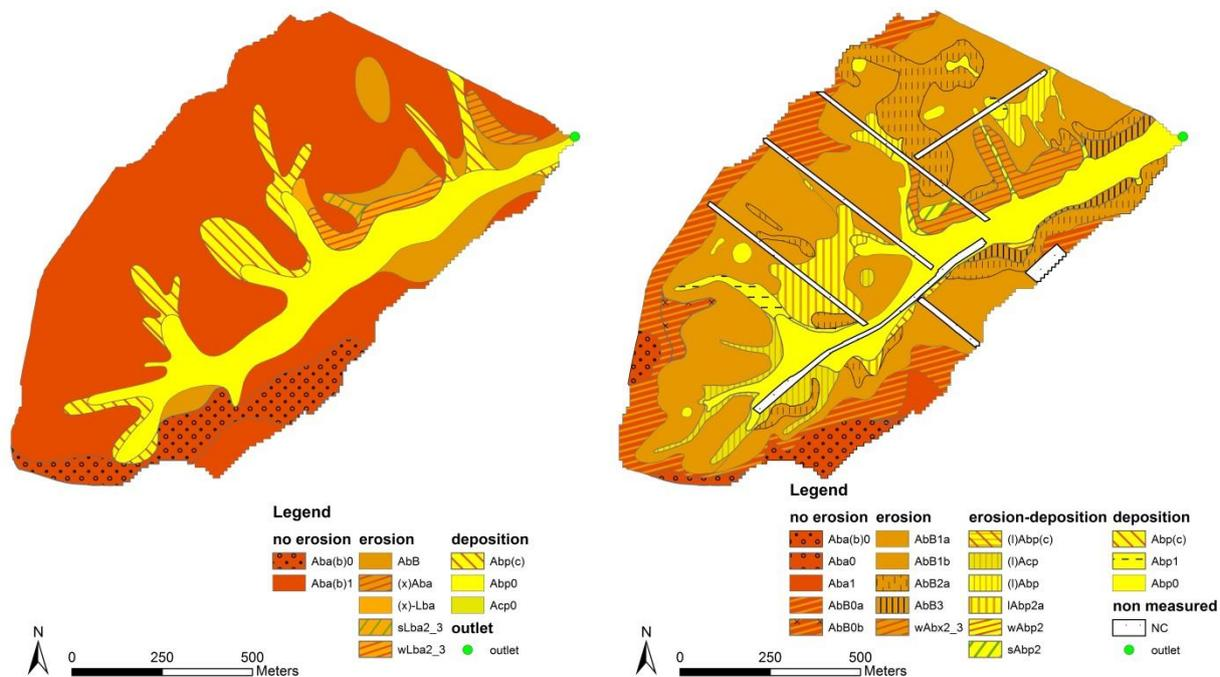 Legend
no erosion
Aba(b)0
Aba(b)1
erosion
AbB
(x)Aba
(x)-Lba
sLba2_3
wLba2_3
deposition
Abp(c)
Abp0
Acp0
outlet
outlet
N
0 250 500
Meters
Legend
no erosion
Aba(b)0
Aba0
Aba1
AbB0a
AbB0b
erosion
AbB1a
AbB1b
AbB2a
AbB3
wAbx2_3
erosion-deposition
(l)Abp(c)
(l)Acp
(l)Abp
lAbp2a
wAbp2
sAbp2
deposition
Abp(c)
Abp1
Abp0
non measured
NC
outlet
N
0 250 500
Meters